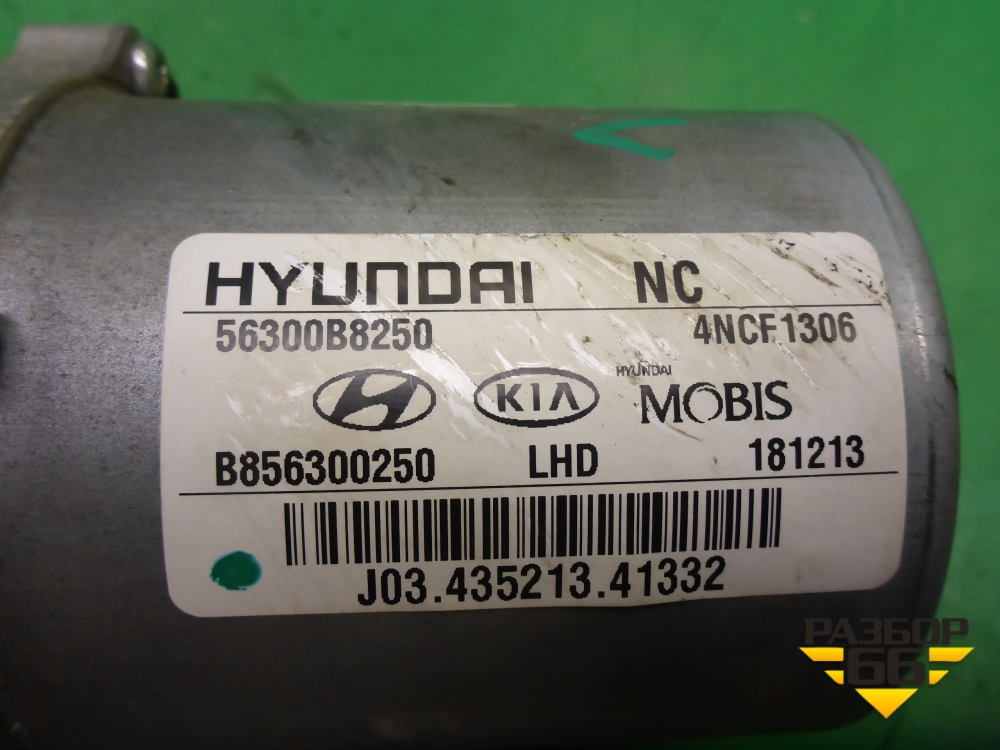 HYUNDAI NC
56300B8250 4NCF1306
KIA HYUNDAI MOBIS
B856300250 LHD 181213
J03.435213.41332
РАЗБОР
66